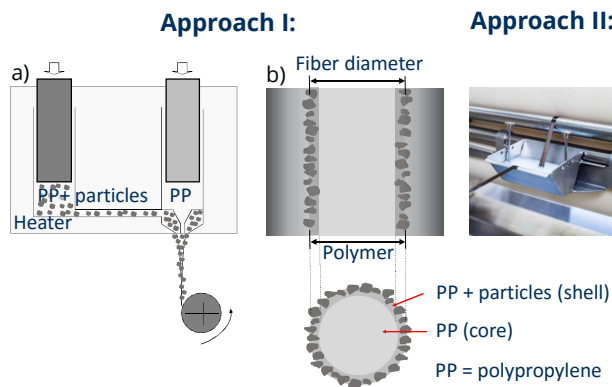 Approach I:
Approach II:
a)
b)
Fiber diameter
PP+ particles
PP
Heater
Polymer
PP + particles (shell)
PP (core)
PP = polypropylene